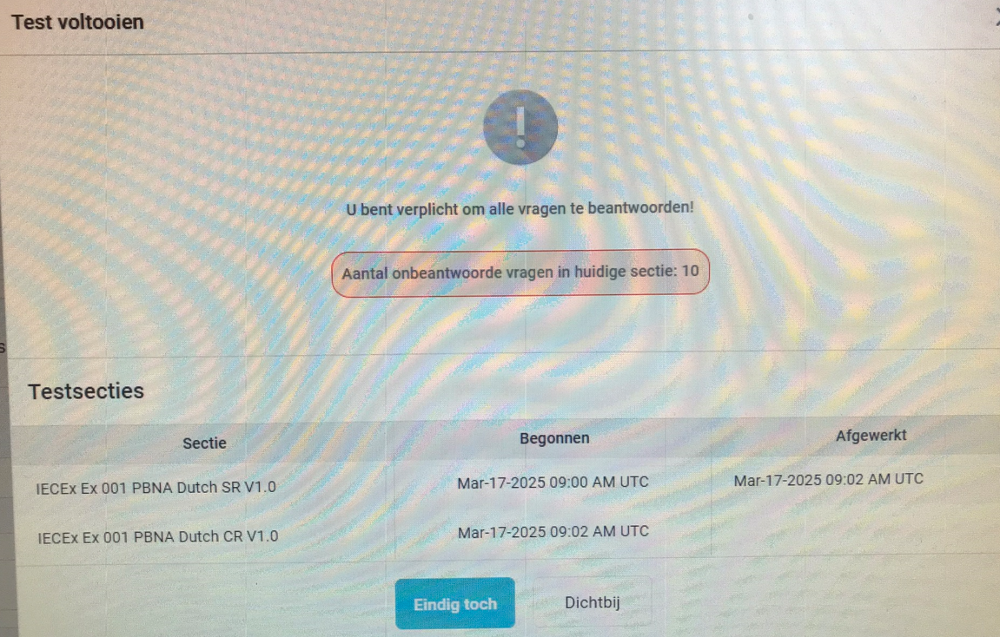 Test voltooien
U bent verplicht om alle vragen te beantwoorden!
Aantal onbeantwoorde vragen in huidige sectie: 10
Testsecties
Sectie Begonnen Afgewerkt
IECEx Ex 001 PBNA Dutch SR V1.0 Mar-17-2025 09:00 AM UTC Mar-17-2025 09:02 AM UTC
IECEx Ex 001 PBNA Dutch CR V1.0 Mar-17-2025 09:02 AM UTC
Eindig toch Dichtbij